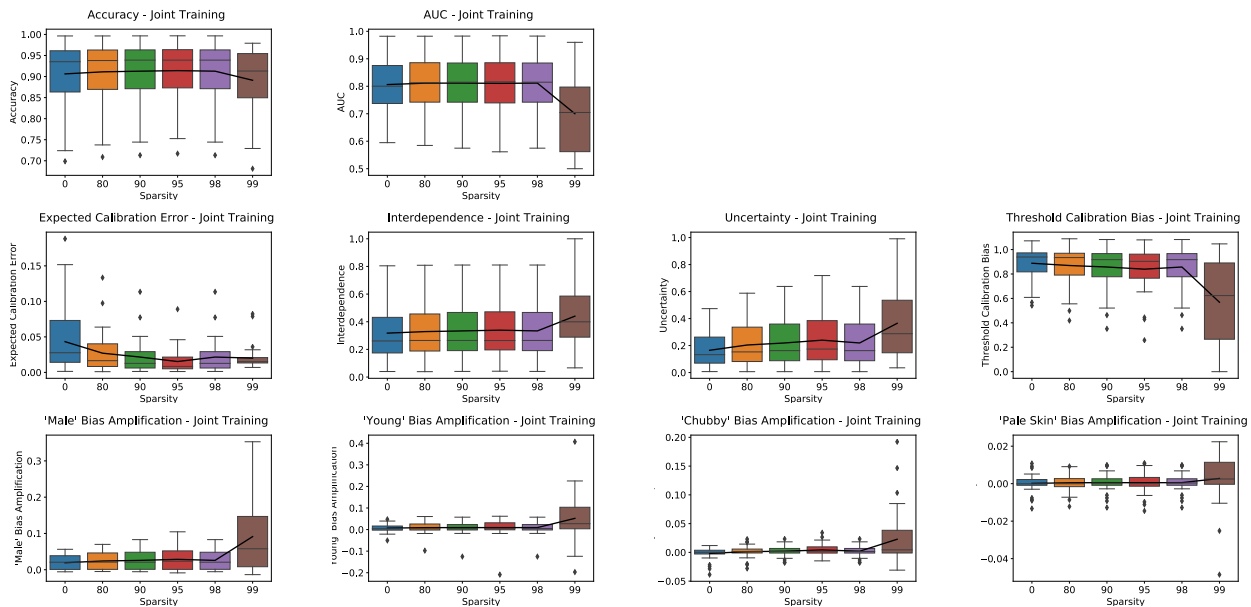 Accuracy - Joint Training
AUC - Joint Training
1.00
0.95
0.90
0.85
0.80
0.75
0.70
Accuracy
0 80 90 95 98 99
Sparsity
1.0
0.9
0.8
0.7
0.6
0.5
AUC
0 80 90 95 98 99
Sparsity
Expected Calibration Error - Joint Training
Interdependence - Joint Training
Uncertainty - Joint Training
Threshold Calibration Bias - Joint Training
0.15
0.10
0.05
0.00
Expected Calibration Error
0 80 90 95 98 99
Sparsity
1.0
0.8
0.6
0.4
0.2
0.0
Interdependence
0 80 90 95 98 99
Sparsity
1.0
0.8
0.6
0.4
0.2
0.0
Uncertainty
0 80 90 95 98 99
Sparsity
1.0
0.8
0.6
0.4
0.2
0.0
Threshold Calibration Bias
0 80 90 95 98 99
Sparsity
'Male' Bias Amplification - Joint Training
'Young' Bias Amplification - Joint Training
'Chubby' Bias Amplification - Joint Training
'Pale Skin' Bias Amplification - Joint Training
0.3
0.2
0.1
0.0
'Male' Bias Amplification
0 80 90 95 98 99
Sparsity
0.4
0.3
0.2
0.1
0.0
−0.1
−0.2
Bias Amplification
0 80 90 95 98 99
Sparsity
0.20
0.15
0.10
0.05
0.00
−0.05
0 80 90 95 98 99
Sparsity
0.02
0.00
−0.02
−0.04
0 80 90 95 98 99
Sparsity